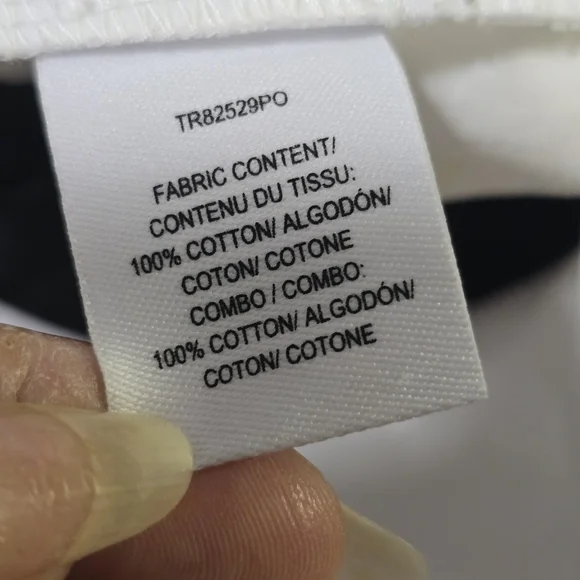 TR82529PO
FABRIC CONTENT/
CONTENU DU TISSU:
100% COTTON/ ALGODÓN/
COTON/ COTONE
COMBO / COMBO:
100% COTTON/ ALGODÓN/
COTON/ COTONE